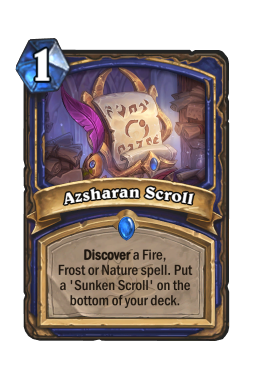 1
Azsharan Scroll
Discover a Fire,
Frost or Nature spell. Put
a 'Sunken Scroll' on the
bottom of your deck.